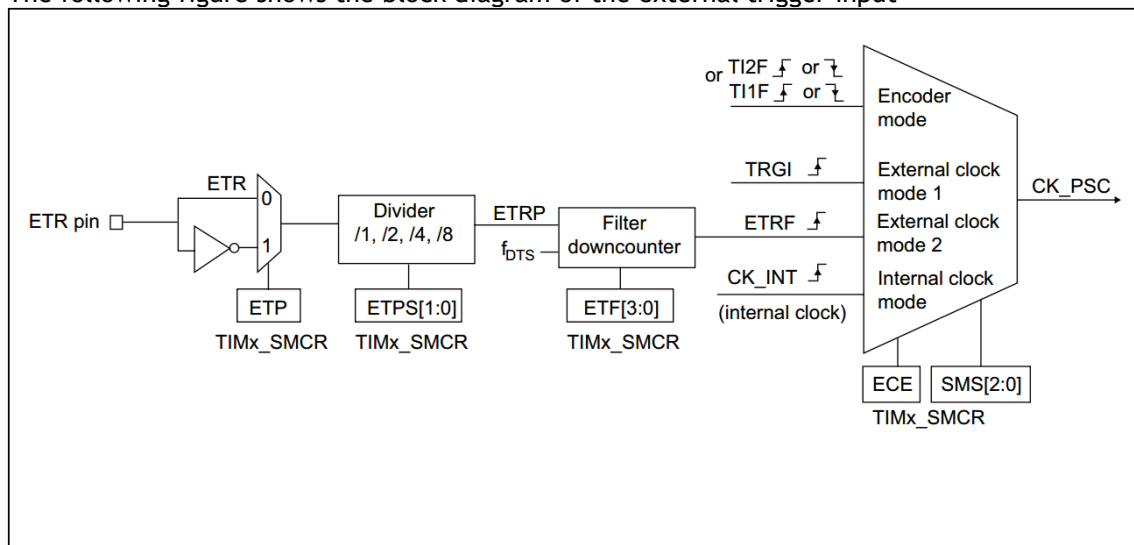 The following figure shows the block diagram of the external trigger input
or TI2F or
TI1F or
Encoder mode
TRGI
External clock mode 1
CK_PSC
ETR
0
ETR pin
1
Divider
/1, /2, /4, /8
ETRP
fDTS
Filter
downcounter
ETRF
External clock mode 2
CK_INT
(internal clock)
Internal clock mode
ETP
TIMx_SMCR
ETPS[1:0]
TIMx_SMCR
ETF[3:0]
TIMx_SMCR
ECE
SMS[2:0]
TIMx_SMCR